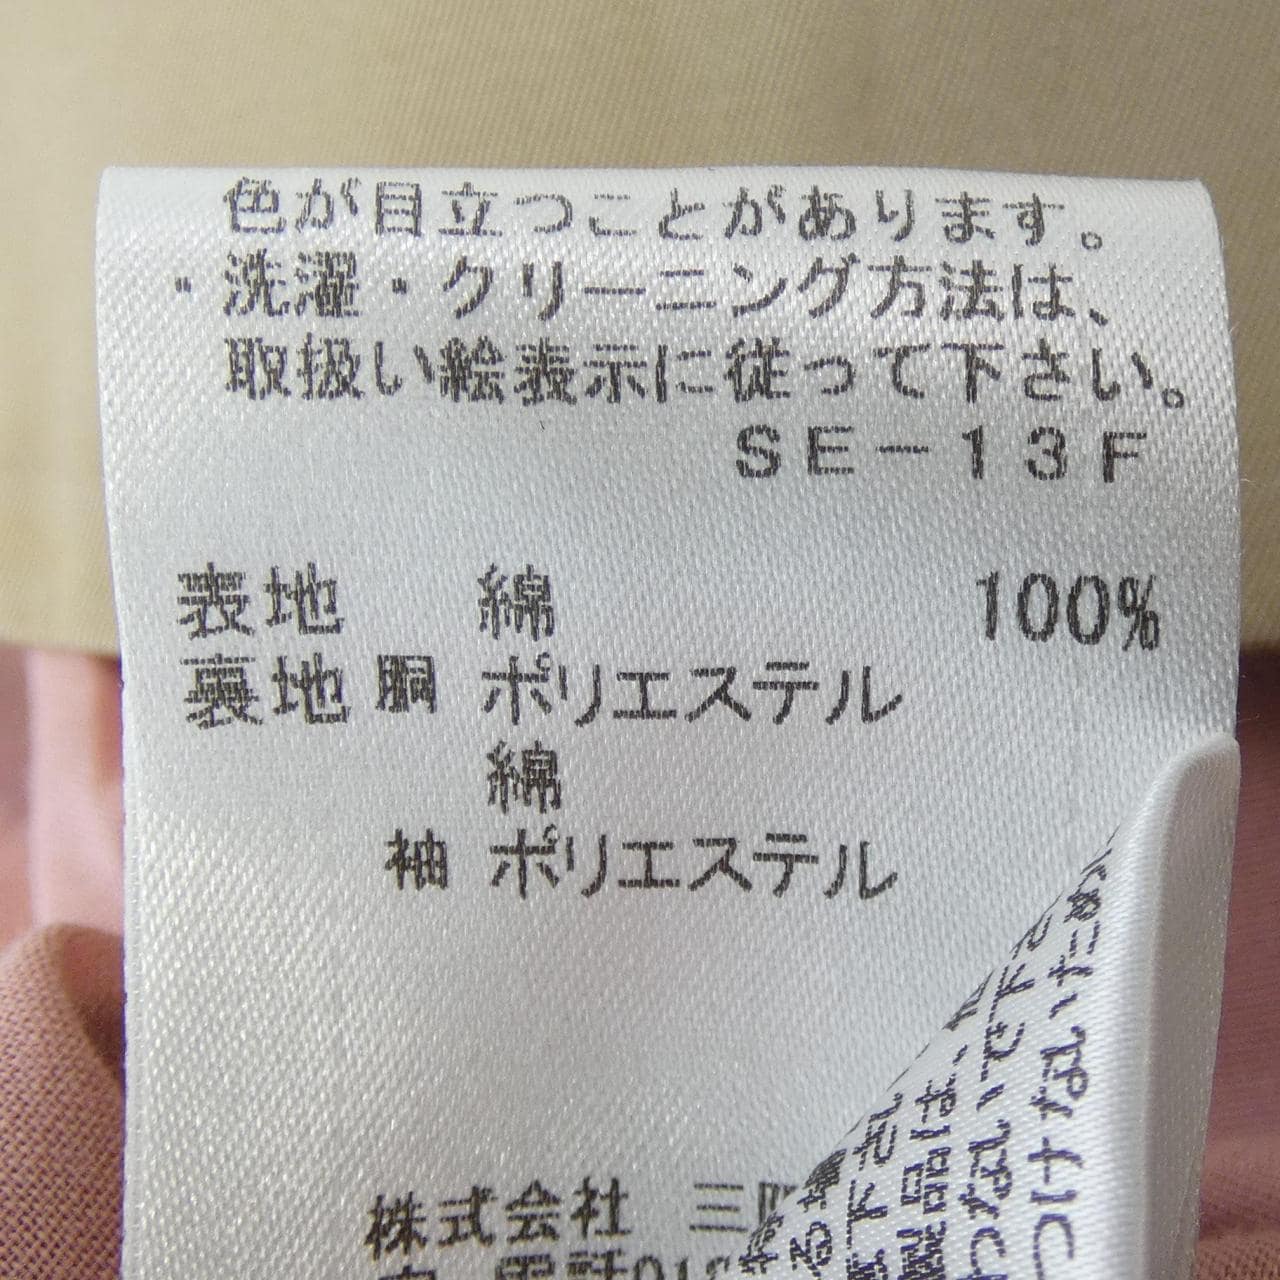 色が目立つことがあります。
・洗濯・クリーニング方法は、
取扱い絵表示に従って下さい。
SE-13F
表地 綿 100%
裏地 胴 ポリエステル
綿
袖 ポリエステル
株式会社 三